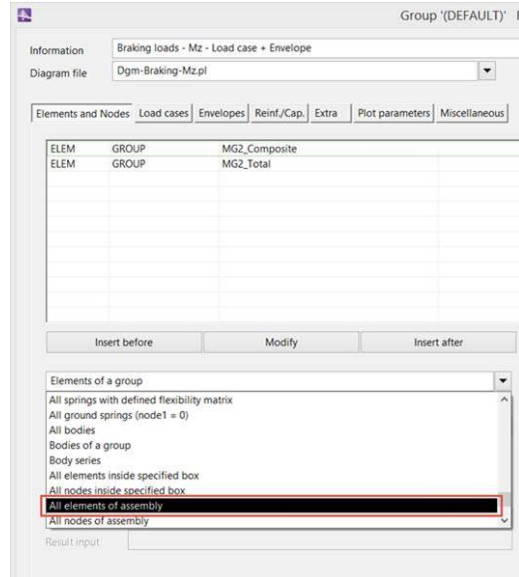 Group '(DEFAULT)'
Information Braking loads - Mz - Load case + Envelope
Diagram file Dgm-Braking-Mz.pl
Elements and Nodes Load cases Envelopes Reinf./Cap. Extra Plot parameters Miscellaneous
ELEM GROUP MG2_Composite
ELEM GROUP MG2_Total
Insert before Modify Insert after
Elements of a group
All springs with defined flexibility matrix
All ground springs (node1 = 0)
All bodies
Bodies of a group
Body series
All elements inside specified box
All nodes inside specified box
All elements of assembly
All nodes of assembly
Result input